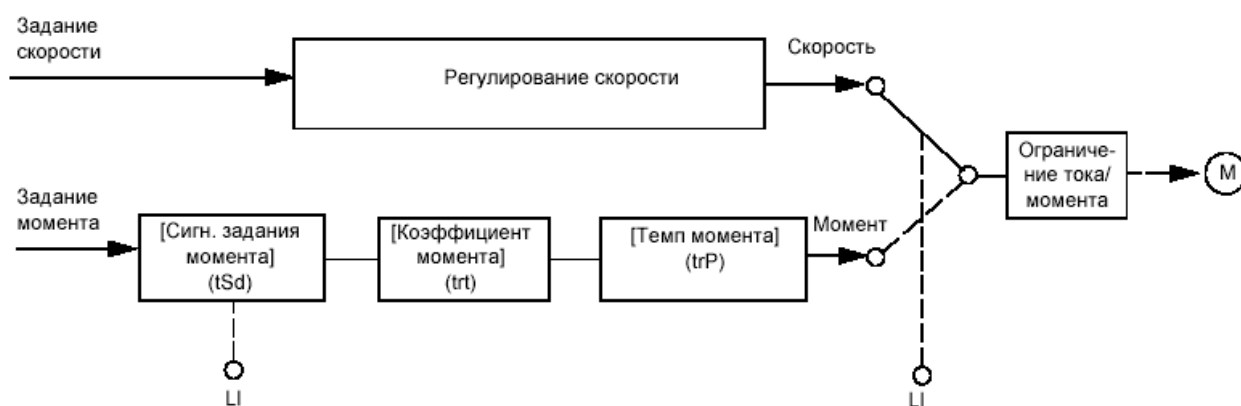 Задание
скорости
Регулирование скорости
Скорость
Ограниче-
ение тока/
момента
M
Задание
момента
[Сигн. задания
момента]
(tSd)
[Коэффициент
момента]
(trt)
[Темп момента]
(trP)
Момент
LI
LI